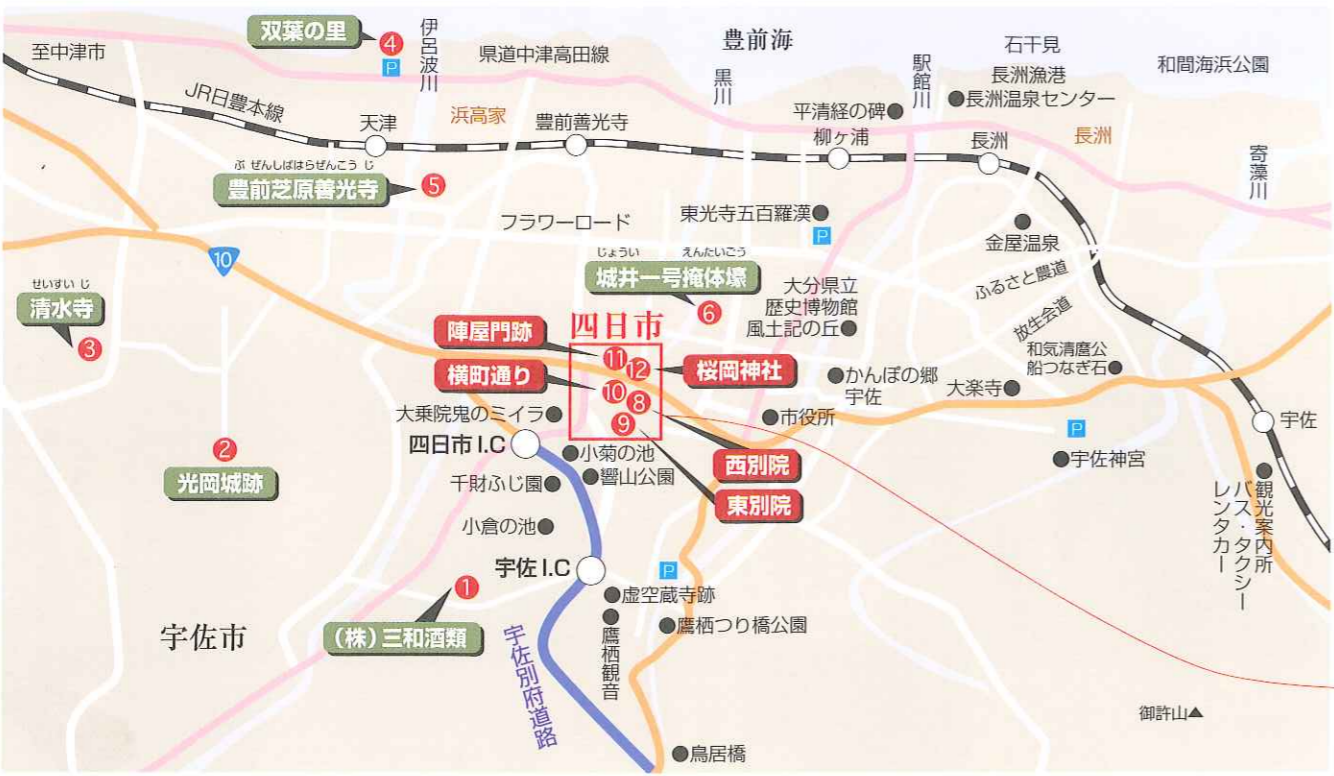 双葉の里
④
P
伊呂波川
県道中津高田線
豊前海
石干見
至中津市
黒川
駅館川
長洲漁港
和間海浜公園
JR日豊本線
長洲温泉センター
平清経の碑
天津
浜高家
豊前善光寺
柳ヶ浦
長洲
長洲
寄藻川
ぶ ぜんしばはらぜんこう じ
豊前芝原善光寺
⑤
フラワーロード
東光寺五百羅漢
P
金屋温泉
10
じょうい えんたいごう
城井一号掩体壕
⑥
ふるさと農道
せいすい じ
清水寺
③
大分県立
歴史博物館
風土記の丘
放生会道
四日市
陣屋門跡
⑪
⑫
桜岡神社
和気清麿公
船つなぎ石
横町通り
⑩
⑧
かんぽの郷
宇佐
大楽寺
大乗院鬼のミイラ
⑨
市役所
宇佐
四日市 I.C
小菊の池
P
②
西別院
宇佐神宮
光岡城跡
千財ふじ園
響山公園
東別院
観光案内所
バス・タクシー
レンタカー
小倉の池
宇佐 I.C
P
①
虚空蔵寺跡
宇佐市
(株)三和酒類
鷹栖つり橋公園
鷹栖観音
宇佐別府道路
御許山▲
鳥居橋